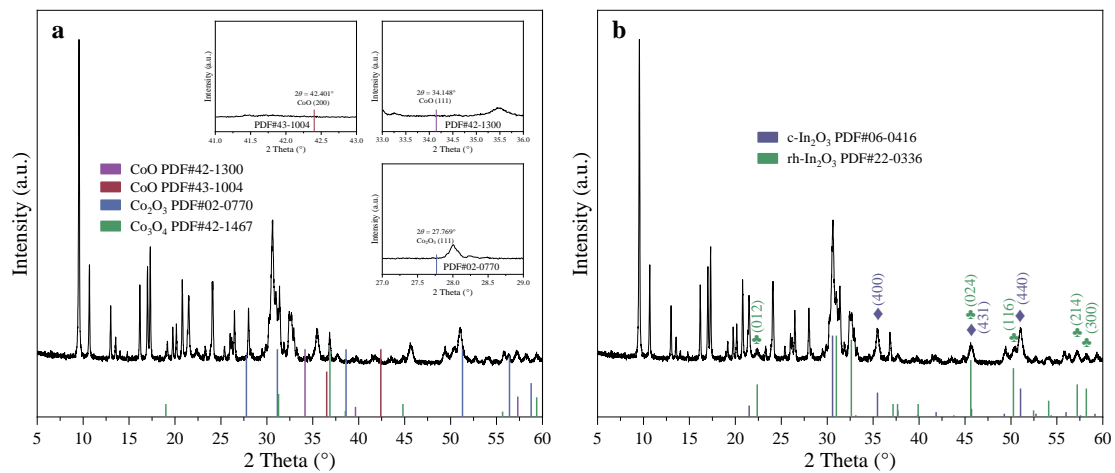 a
Intensity (a.u.)
2θ = 42.401°
CoO (200)
PDF#43-1004
41.0 41.5 42.0 42.5 43.0
2 Theta (°)
Intensity (a.u.)
2θ = 34.148°
CoO (111)
PDF#42-1300
33.0 33.5 34.0 34.5 35.0 35.5 36.0
2 Theta (°)
Intensity (a.u.)
2θ = 27.769°
Co₂O₃ (111)
PDF#02-0770
27.0 27.5 28.0 28.5 29.0
2 Theta (°)
CoO PDF#42-1300
CoO PDF#43-1004
Co₂O₃ PDF#02-0770
Co₃O₄ PDF#42-1467
Intensity (a.u.)
5 10 15 20 25 30 35 40 45 50 55 60
2 Theta (°)
b
c-In₂O₃ PDF#06-0416
rh-In₂O₃ PDF#22-0336
Intensity (a.u.)
♣(012)
♦(400)
♣(024)
♦(431)
♣(116)
♦(440)
♣(214)
♣(300)
5 10 15 20 25 30 35 40 45 50 55 60
2 Theta (°)